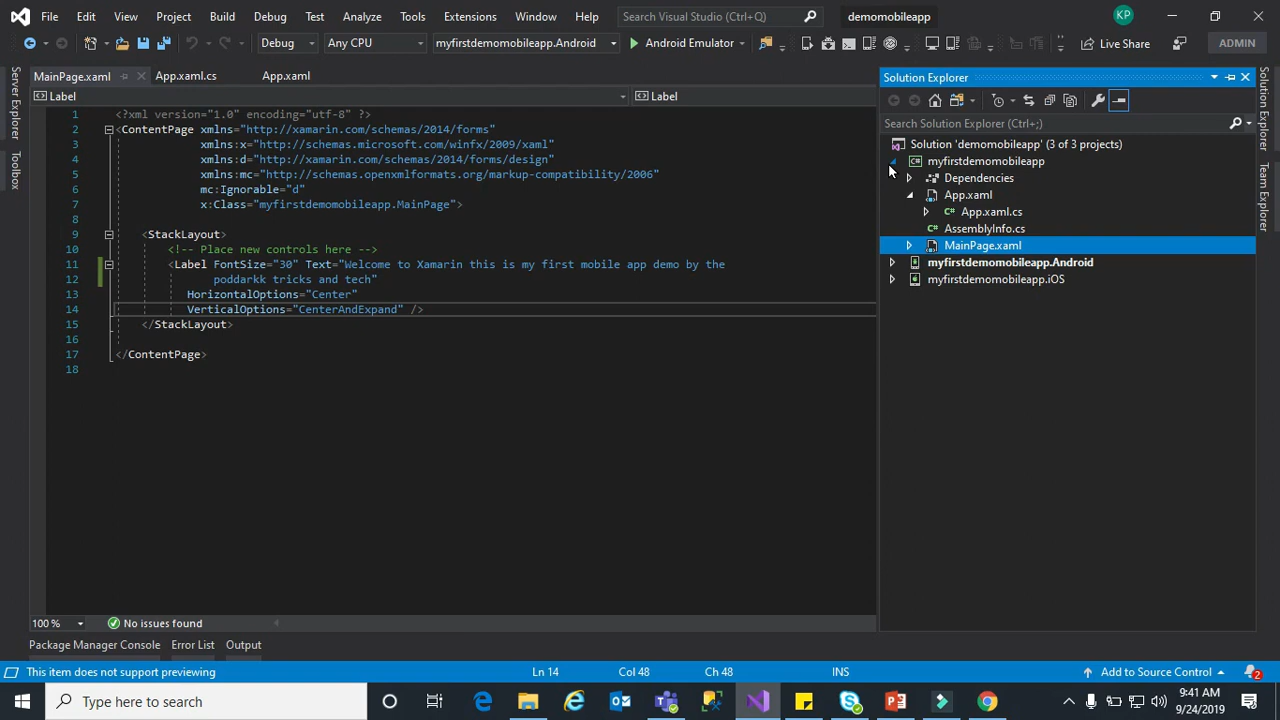 File Edit View Project Build Debug Test Analyze Tools Extensions Window Help Search Visual Studio (Ctrl+Q) demomobileapp KP
Debug Any CPU myfirstdemomobileapp.Android Android Emulator Live Share ADMIN
Server Explorer
Toolbox
MainPage.xaml App.xaml.cs App.xaml
Label Label
1 <?xml version="1.0" encoding="utf-8" ?>
2 <ContentPage xmlns="http://xamarin.com/schemas/2014/forms"
3 xmlns:x="http://schemas.microsoft.com/winfx/2009/xaml"
4 xmlns:d="http://xamarin.com/schemas/2014/forms/design"
5 xmlns:mc="http://schemas.openxmlformats.org/markup-compatibility/2006"
6 mc:Ignorable="d"
7 x:Class="myfirstdemomobileapp.MainPage">
8
9 <StackLayout>
10 <!-- Place new controls here -->
11 <Label FontSize="30" Text="Welcome to Xamarin this is my first mobile app demo by the
12 poddarkk tricks and tech"
13 HorizontalOptions="Center"
14 VerticalOptions="CenterAndExpand" />
15 </StackLayout>
16
17 </ContentPage>
18
100 % No issues found
Solution Explorer
Search Solution Explorer (Ctrl+;)
Solution 'demomobileapp' (3 of 3 projects)
C# myfirstdemomobileapp
Dependencies
App.xaml
C# App.xaml.cs
C# AssemblyInfo.cs
MainPage.xaml
myfirstdemomobileapp.Android
myfirstdemomobileapp.iOS
Solution Explorer
Team Explorer
Package Manager Console Error List Output
This item does not support previewing Ln 14 Col 48 Ch 48 INS Add to Source Control 2
Type here to search
9:41 AM
9/24/2019